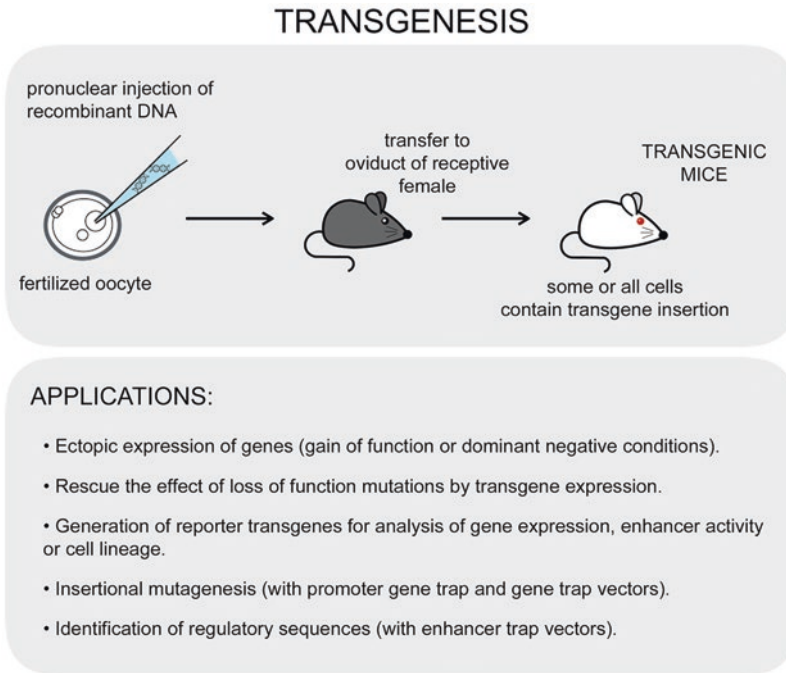 TRANSGENESIS
pronuclear injection of
recombinant DNA
fertilized oocyte
transfer to
oviduct of receptive
female
TRANSGENIC
MICE
some or all cells
contain transgene insertion
APPLICATIONS:
• Ectopic expression of genes (gain of function or dominant negative conditions).
• Rescue the effect of loss of function mutations by transgene expression.
• Generation of reporter transgenes for analysis of gene expression, enhancer activity
or cell lineage.
• Insertional mutagenesis (with promoter gene trap and gene trap vectors).
• Identification of regulatory sequences (with enhancer trap vectors).